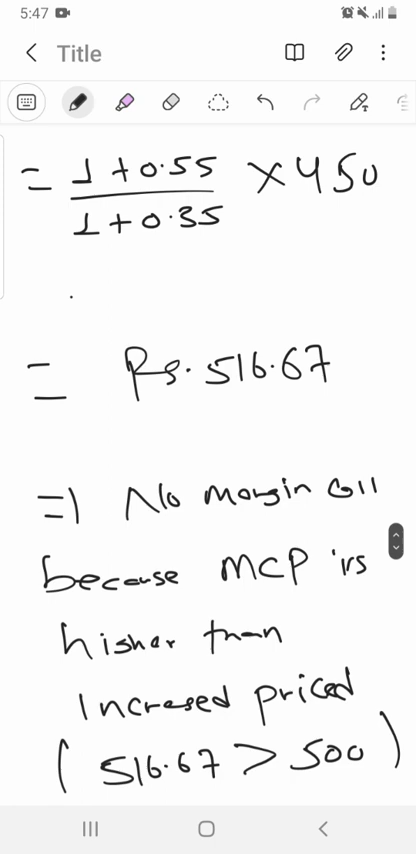 5:47
Title
= 1 + 0.55 × 450
1 + 0.35
= Rs. 516.67
=) No margin call
because MCP irs
higher than
Increased priced
( 516.67 > 500 )